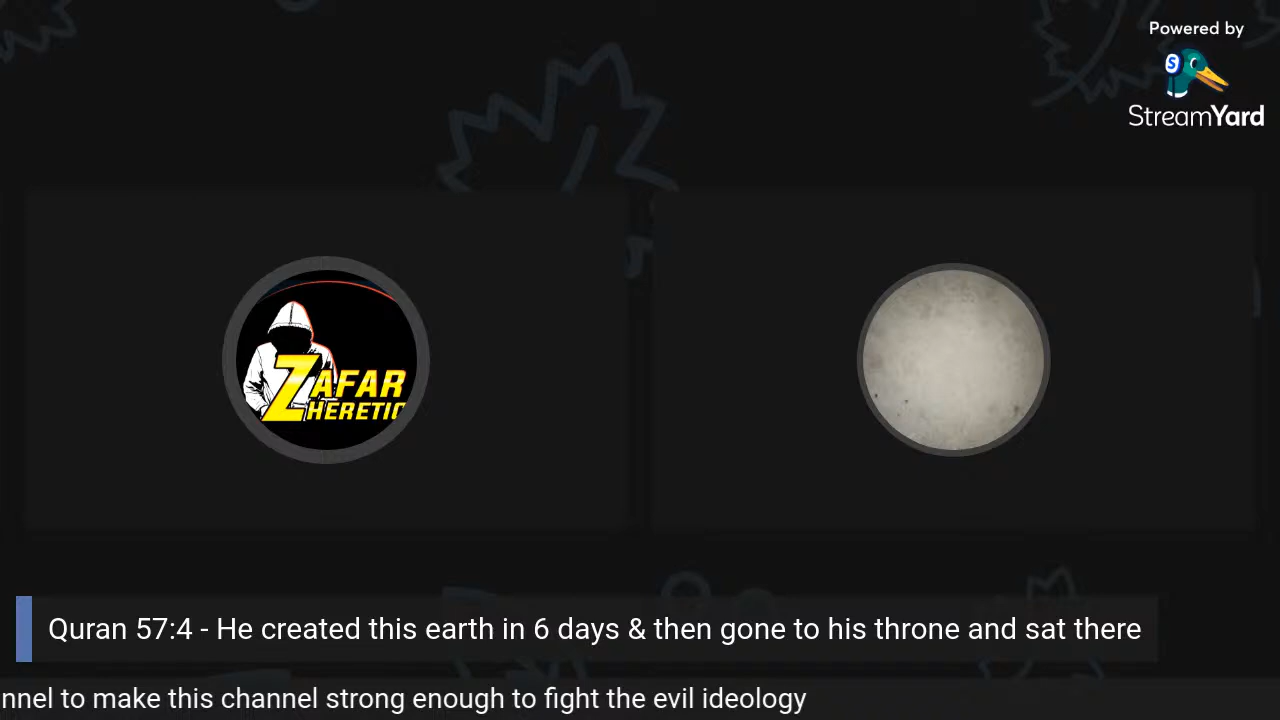 Powered by
S
StreamYard
ZAFAR
HERETIC
Quran 57:4 - He created this earth in 6 days & then gone to his throne and sat there
nnel to make this channel strong enough to fight the evil ideology